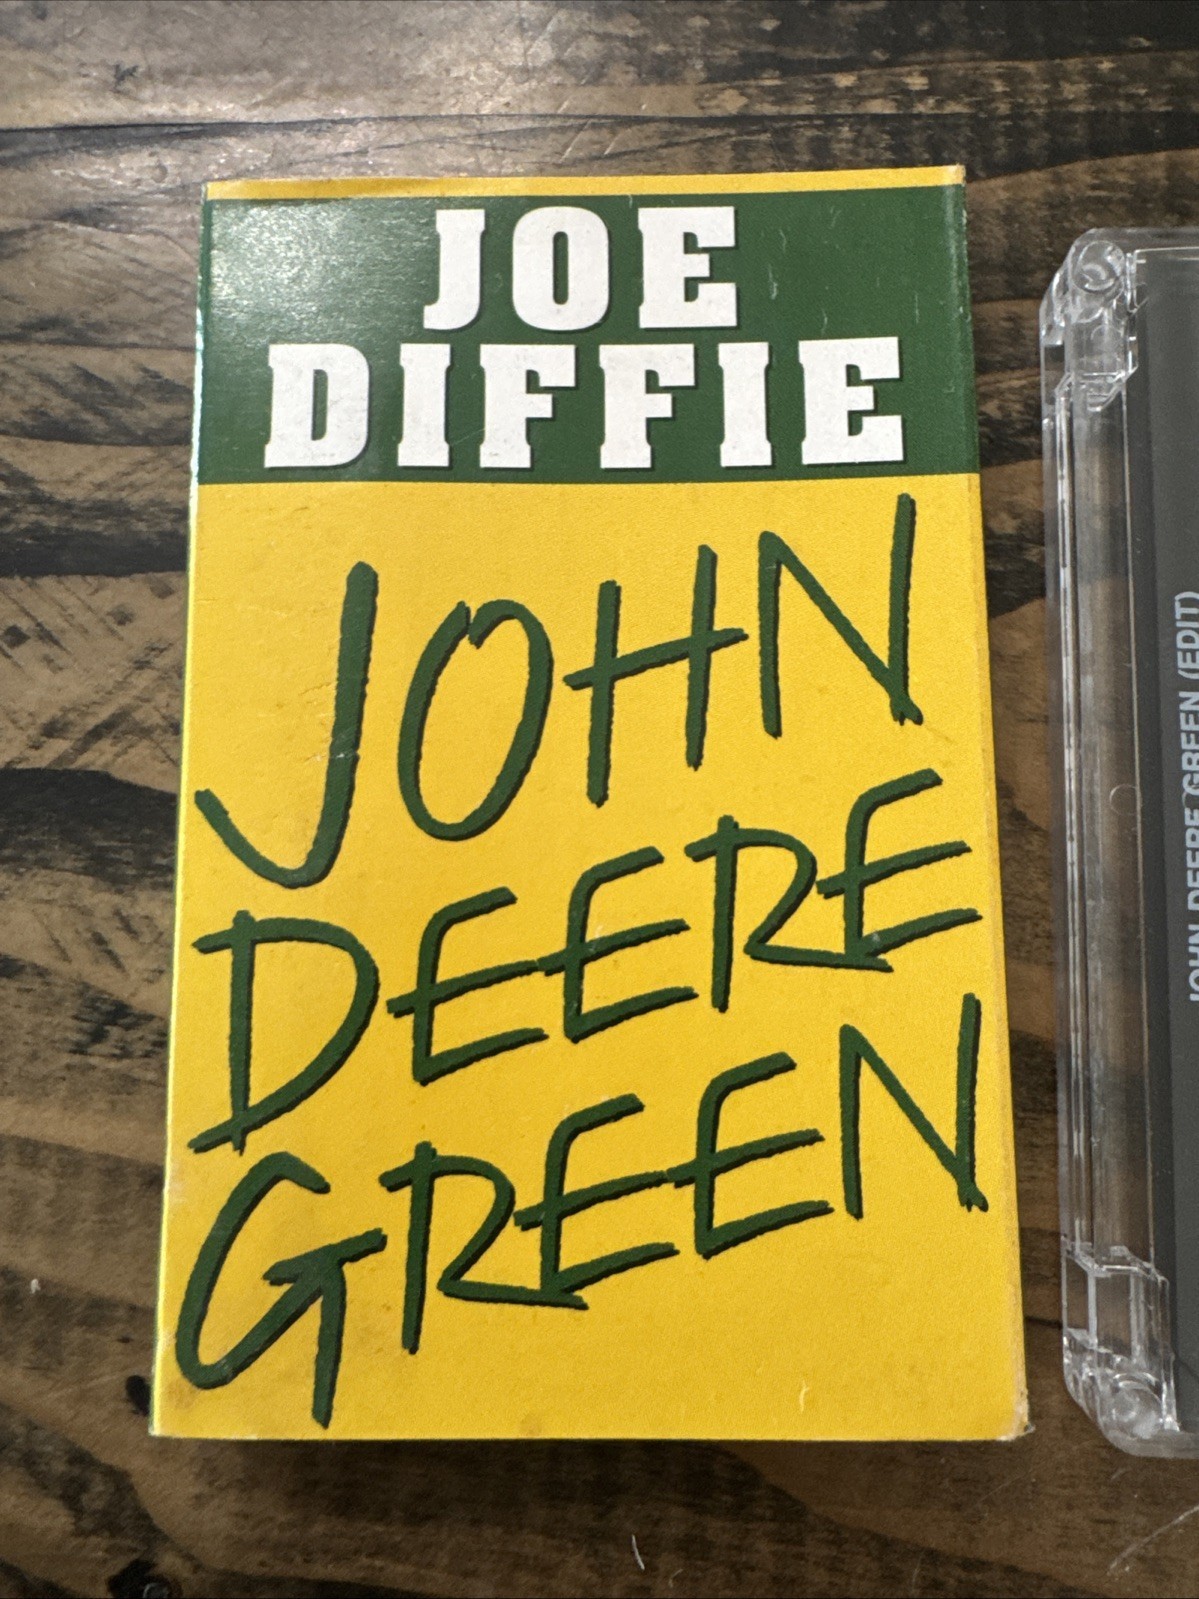 JOE
DIFFIE
JOHN
DEERE
GREEN
JOHN DEERE GREEN (EDIT)